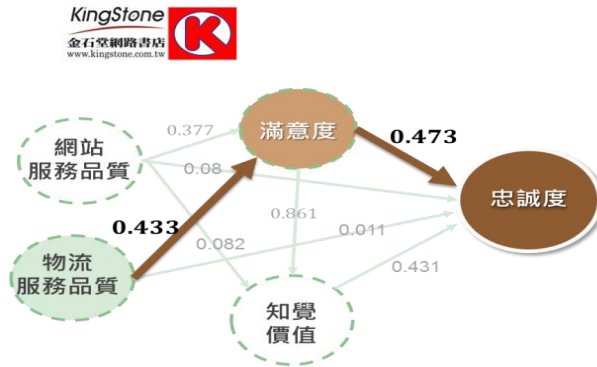 KingStone
金石堂網路書店
www.kingstone.com.tw
K
滿意度
0.377
0.473
網站
服務品質
0.08
忠誠度
0.433
0.861
0.011
0.082
物流
服務品質
0.431
知覺
價值